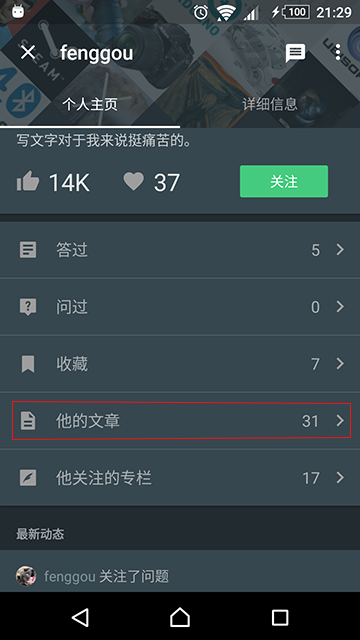 100 21:29
fenggou
个人主页 详细信息
写文字对于我来说挺痛苦的。
14K 37 关注
答过 5
问过 0
收藏 7
他的文章 31
他关注的专栏 17
最新动态
fenggou 关注了问题